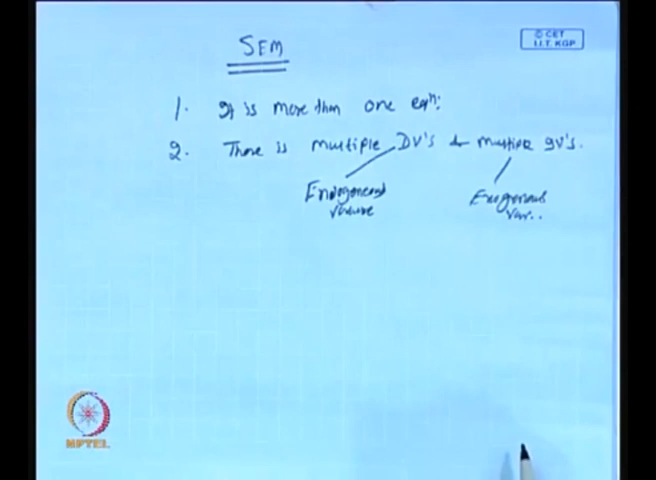 © CET
I.I.T. KGP
SEM
1. It is more than one eqn:
2. There is multiple DV's & multiple IV's.
Endogeneous Exogenous
variable var..
NPTEL